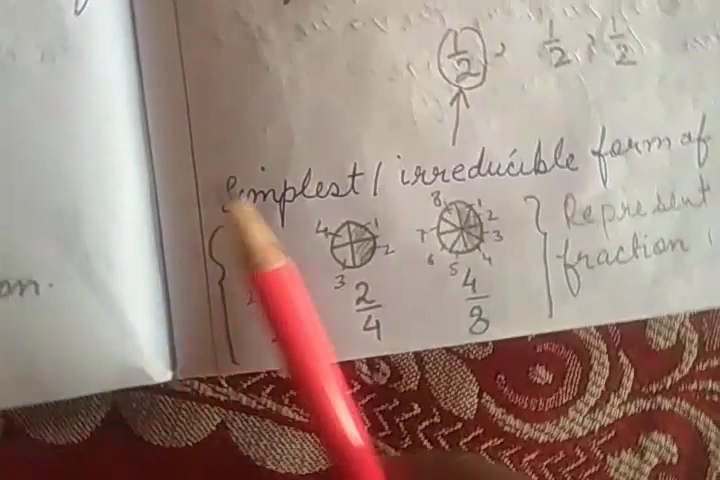 1/2, 1/2, 1/2
Simplest / irreducible form of
8 1
4 1 2
7 3
2
6 4
3 5
2/4 4/8
Represent
fraction
on.